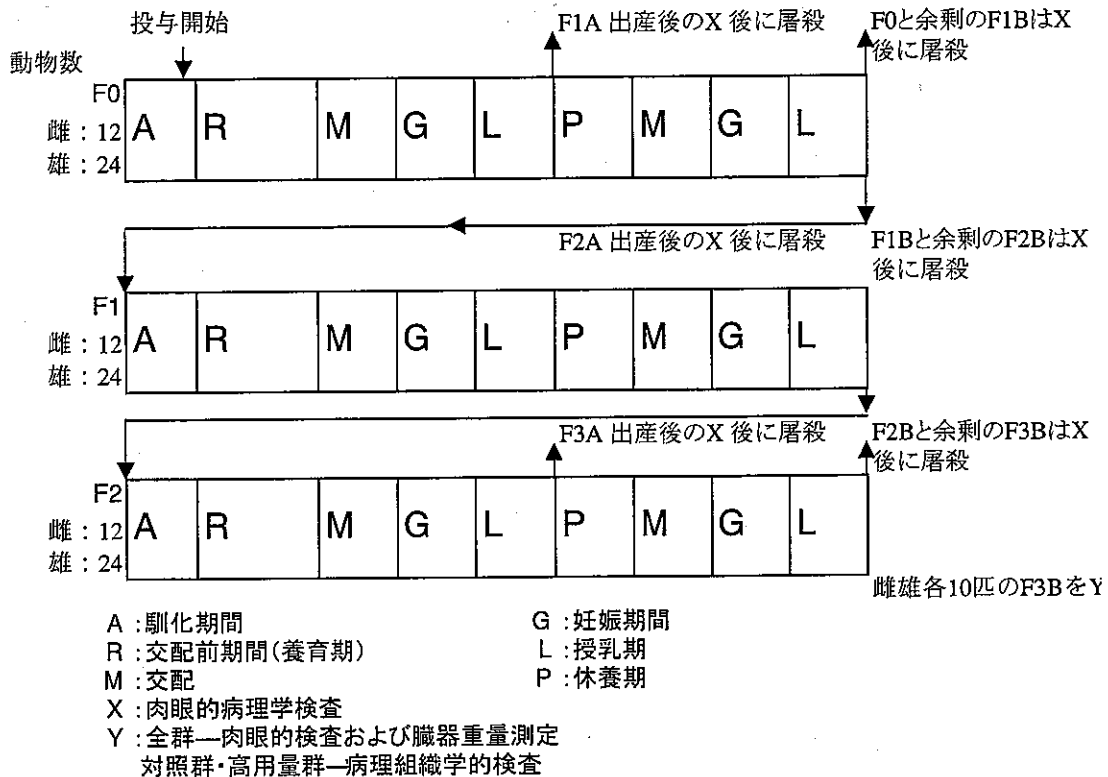 投与開始
F1A 出産後のX 後に屠殺
F0と余剰のF1BはX
後に屠殺
動物数
F0
雌：12
雄：24
A R M G L P M G L
F2A 出産後のX 後に屠殺
F1Bと余剰のF2BはX
後に屠殺
F1
雌：12
雄：24
A R M G L P M G L
F3A 出産後のX 後に屠殺
F2Bと余剰のF3BはX
後に屠殺
F2
雌：12
雄：24
A R M G L P M G L
雌雄各10匹のF3BをY
A：馴化期間
G：妊娠期間
R：交配前期間（養育期）
L：授乳期
M：交配
P：休養期
X：肉眼的病理学検査
Y：全群—肉眼的検査および臓器重量測定
対照群・高用量群—病理組織学的検査